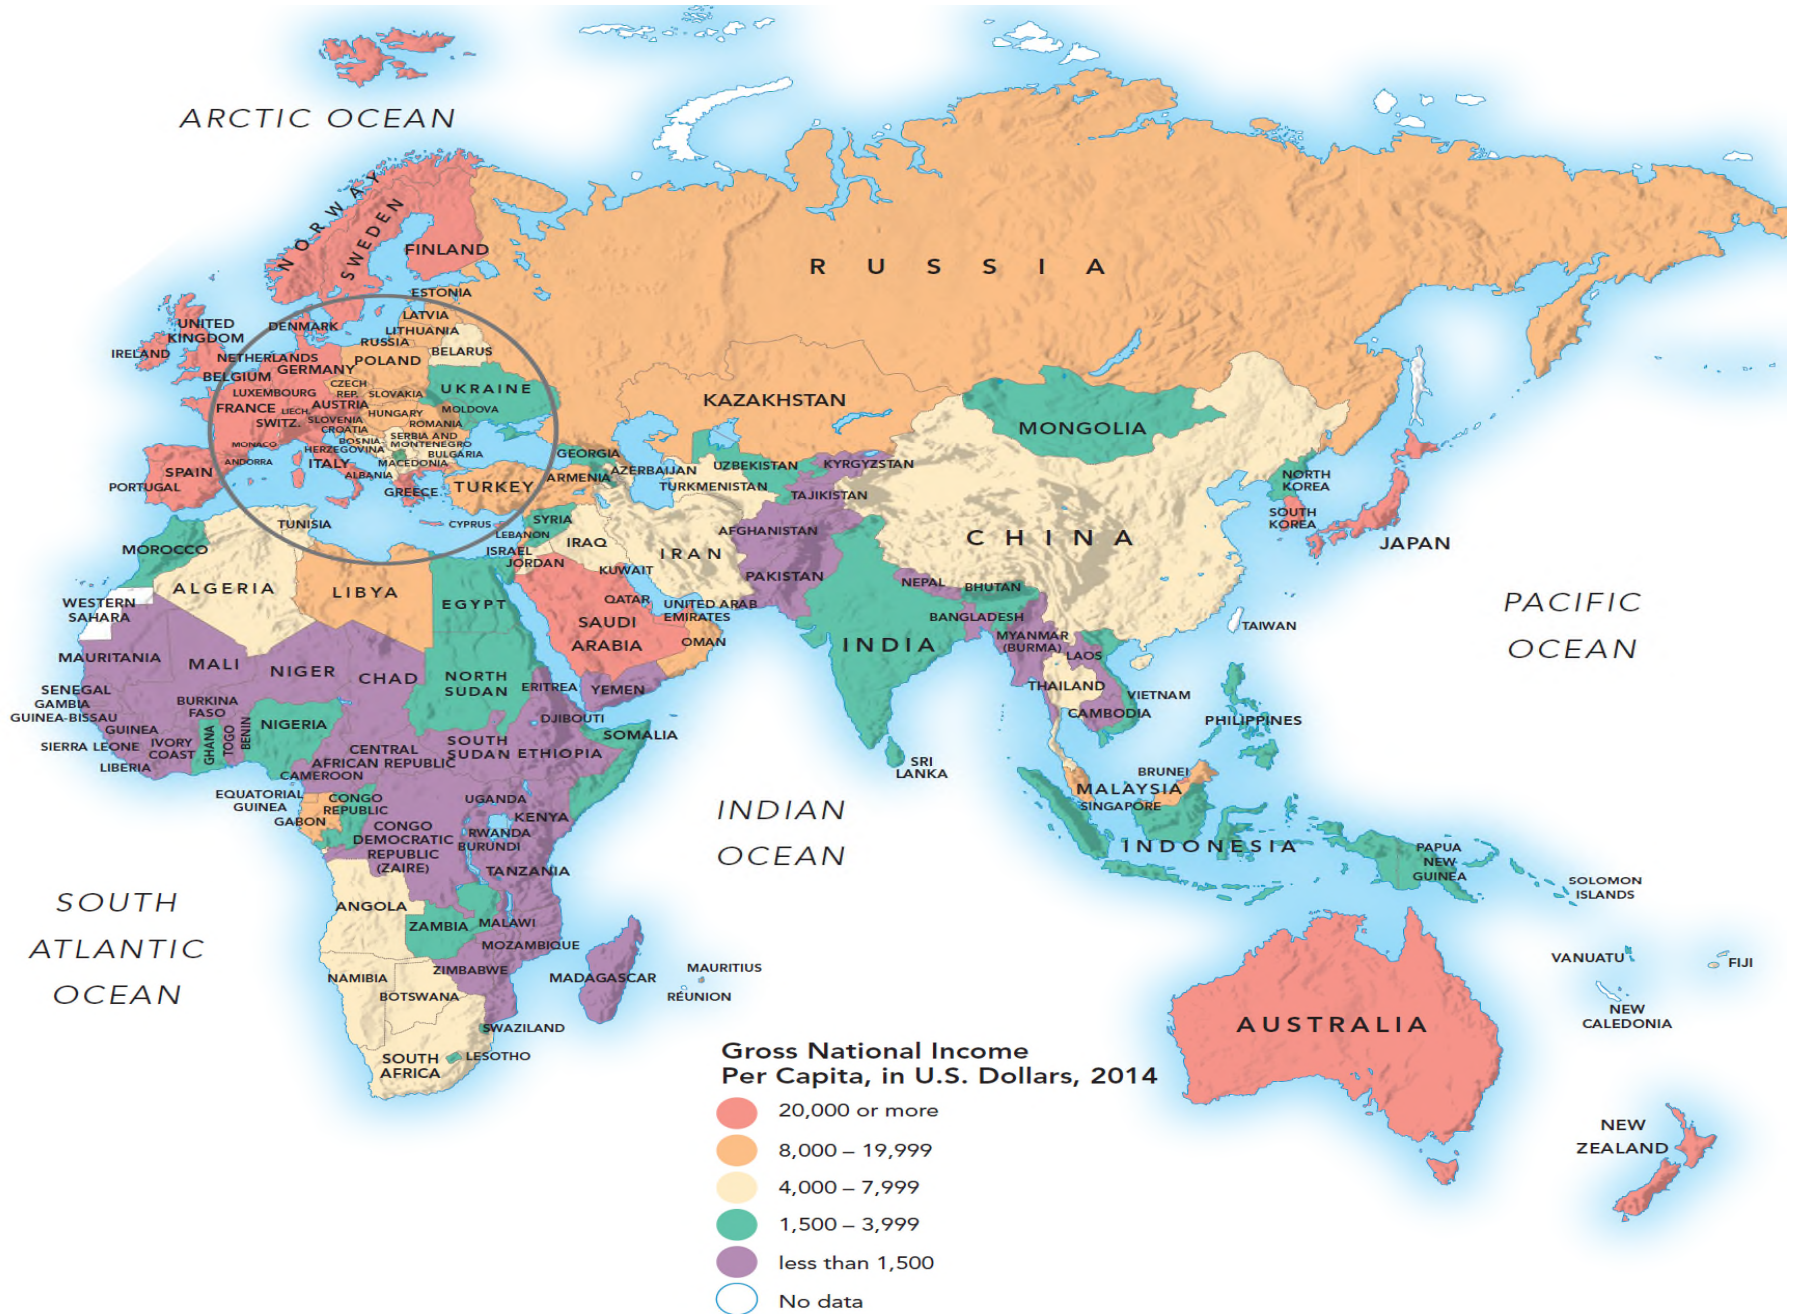 ARCTIC OCEAN
NORWAY
SWEDEN
FINLAND
RUSSIA
ESTONIA
LATVIA
LITHUANIA
RUSSIA
DENMARK
UNITED
KINGDOM
IRELAND
NETHERLANDS
BELGIUM
GERMANY
POLAND
BELARUS
LUXEMBOURG
CZECH
REP.
SLOVAKIA
UKRAINE
FRANCE
LIECH.
AUSTRIA
HUNGARY
MOLDOVA
SWITZ.
SLOVENIA
CROATIA
ROMANIA
MONACO
BOSNIA-
HERZEGOVINA
SERBIA AND
MONTENEGRO
BULGARIA
ANDORRA
ITALY
MACEDONIA
ALBANIA
SPAIN
PORTUGAL
GREECE
TURKEY
GEORGIA
ARMENIA
AZERBAIJAN
KAZAKHSTAN
UZBEKISTAN
TURKMENISTAN
KYRGYZSTAN
TAJIKISTAN
MONGOLIA
CHINA
NORTH
KOREA
SOUTH
KOREA
JAPAN
TUNISIA
CYPRUS
SYRIA
LEBANON
ISRAEL
JORDAN
IRAQ
IRAN
AFGHANISTAN
PAKISTAN
KUWAIT
QATAR
UNITED ARAB
EMIRATES
SAUDI
ARABIA
OMAN
YEMEN
NEPAL
BHUTAN
BANGLADESH
INDIA
MYANMAR
(BURMA)
LAOS
THAILAND
VIETNAM
CAMBODIA
TAIWAN
PHILIPPINES
SRI
LANKA
BRUNEI
MALAYSIA
SINGAPORE
INDONESIA
PAPUA
NEW
GUINEA
SOLOMON
ISLANDS
PACIFIC
OCEAN
MOROCCO
ALGERIA
LIBYA
EGYPT
WESTERN
SAHARA
MAURITANIA
MALI
NIGER
CHAD
NORTH
SUDAN
ERITREA
SENEGAL
GAMBIA
GUINEA-BISSAU
GUINEA
SIERRA LEONE
LIBERIA
BURKINA
FASO
IVORY
COAST
GHANA
TOGO
BENIN
NIGERIA
DJIBOUTI
SOMALIA
CENTRAL
AFRICAN REPUBLIC
SOUTH
SUDAN
ETHIOPIA
CAMEROON
EQUATORIAL
GUINEA
GABON
CONGO
REPUBLIC
CONGO
DEMOCRATIC
REPUBLIC
(ZAIRE)
UGANDA
KENYA
RWANDA
BURUNDI
TANZANIA
ANGOLA
ZAMBIA
MALAWI
MOZAMBIQUE
ZIMBABWE
NAMIBIA
BOTSWANA
MADAGASCAR
MAURITIUS
RÉUNION
SWAZILAND
SOUTH
AFRICA
LESOTHO
INDIAN
OCEAN
SOUTH
ATLANTIC
OCEAN
AUSTRALIA
VANUATU
FIJI
NEW
CALEDONIA
NEW
ZEALAND
Gross National Income
Per Capita, in U.S. Dollars, 2014
20,000 or more
8,000 – 19,999
4,000 – 7,999
1,500 – 3,999
less than 1,500
No data